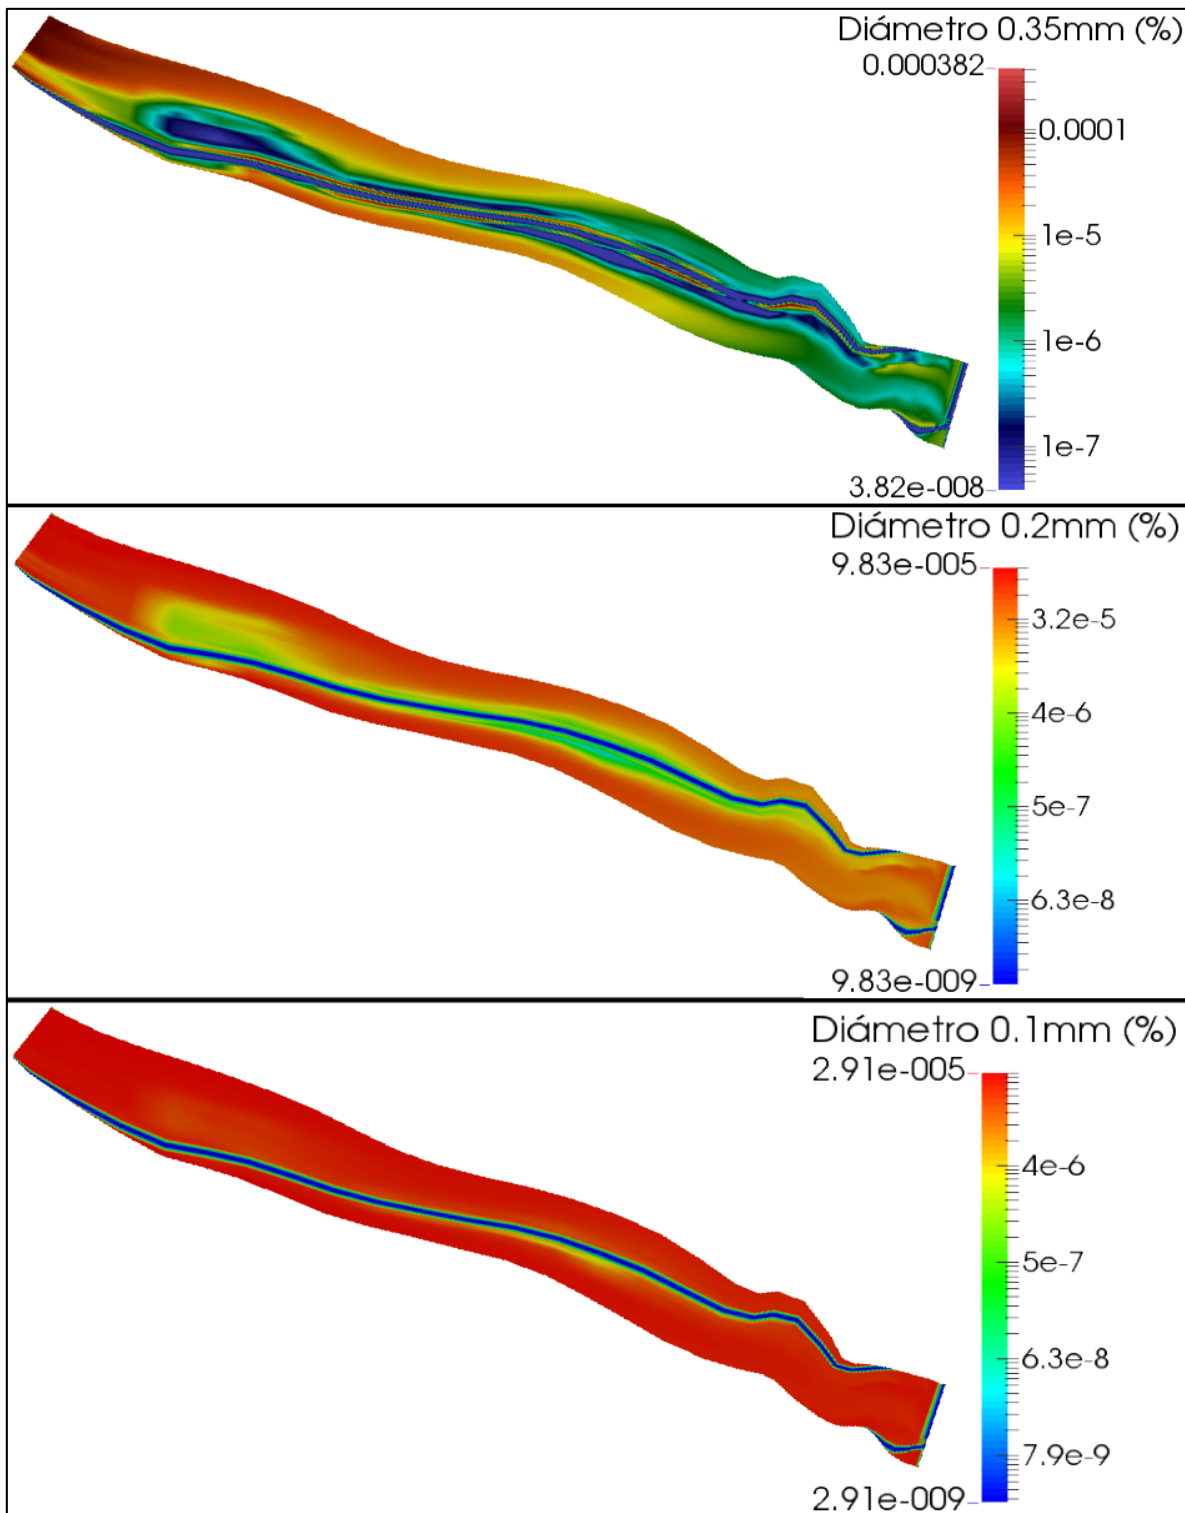 Diámetro 0.35mm (%)
0.000382
0.0001
1e-5
1e-6
1e-7
3.82e-008
Diámetro 0.2mm (%)
9.83e-005
3.2e-5
4e-6
5e-7
6.3e-8
9.83e-009
Diámetro 0.1mm (%)
2.91e-005
4e-6
5e-7
6.3e-8
7.9e-9
2.91e-009